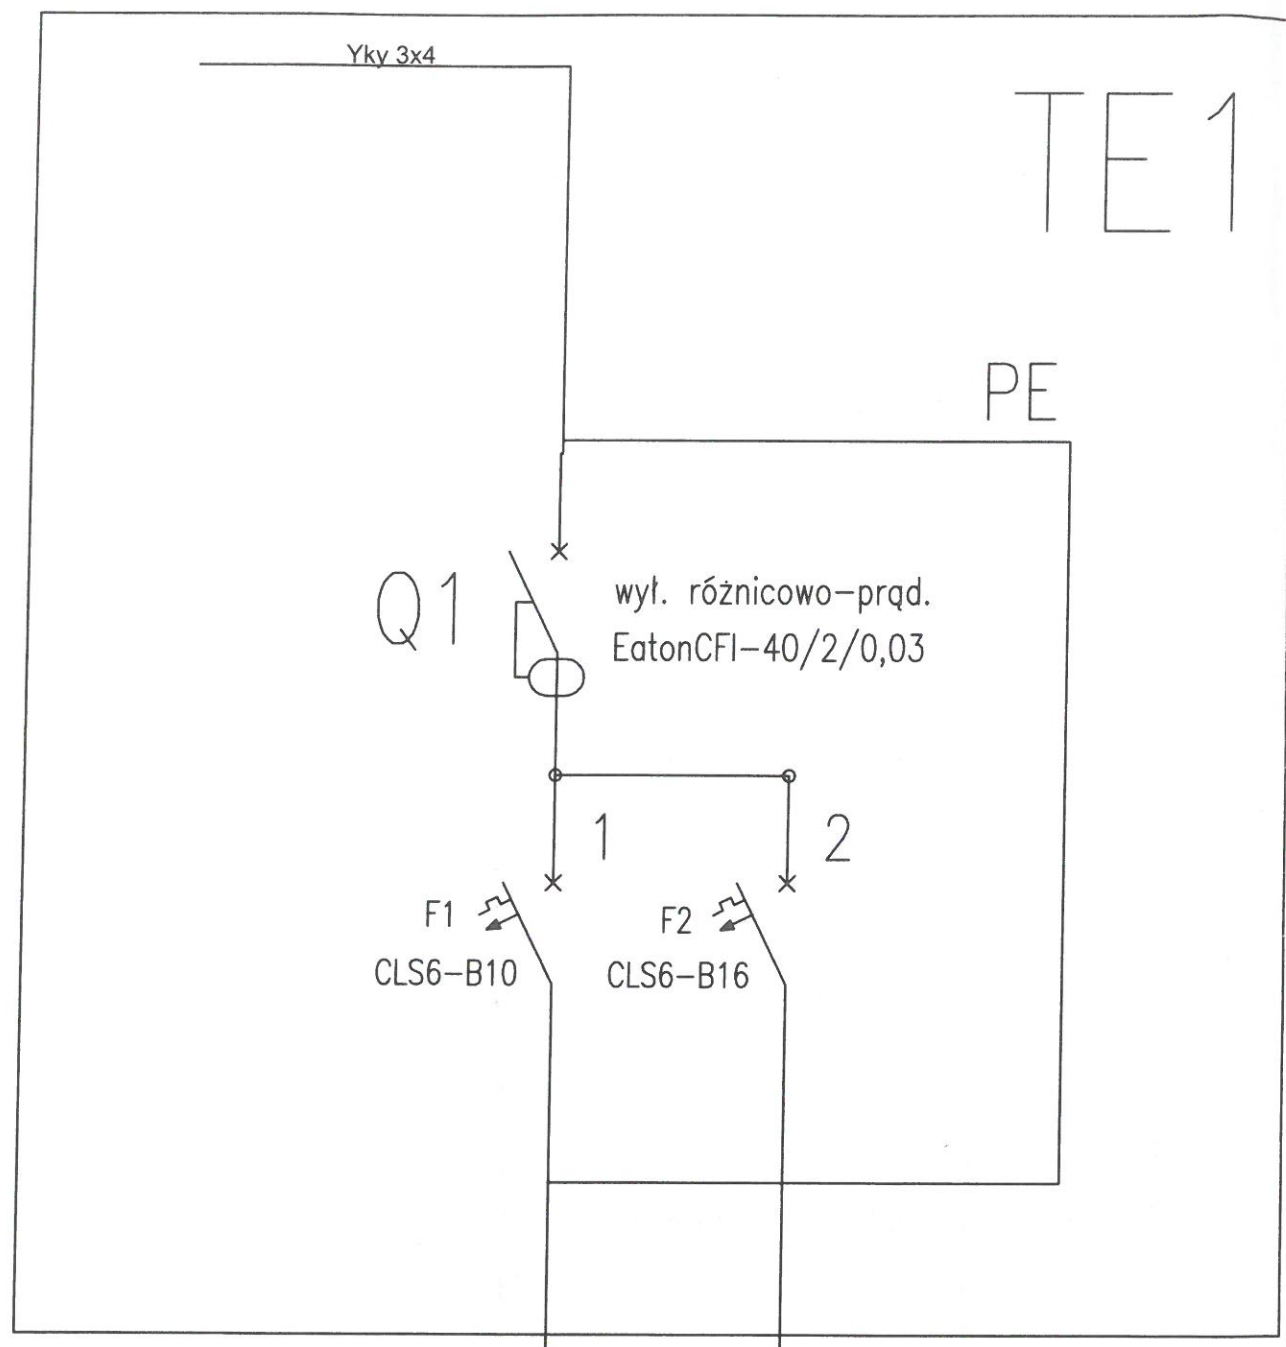 Yky 3x4
TE1
PE
Q1
wył. różnicowo-prąd.
EatonCFI-40/2/0,03
1
2
F1
CLS6-B10
F2
CLS6-B16